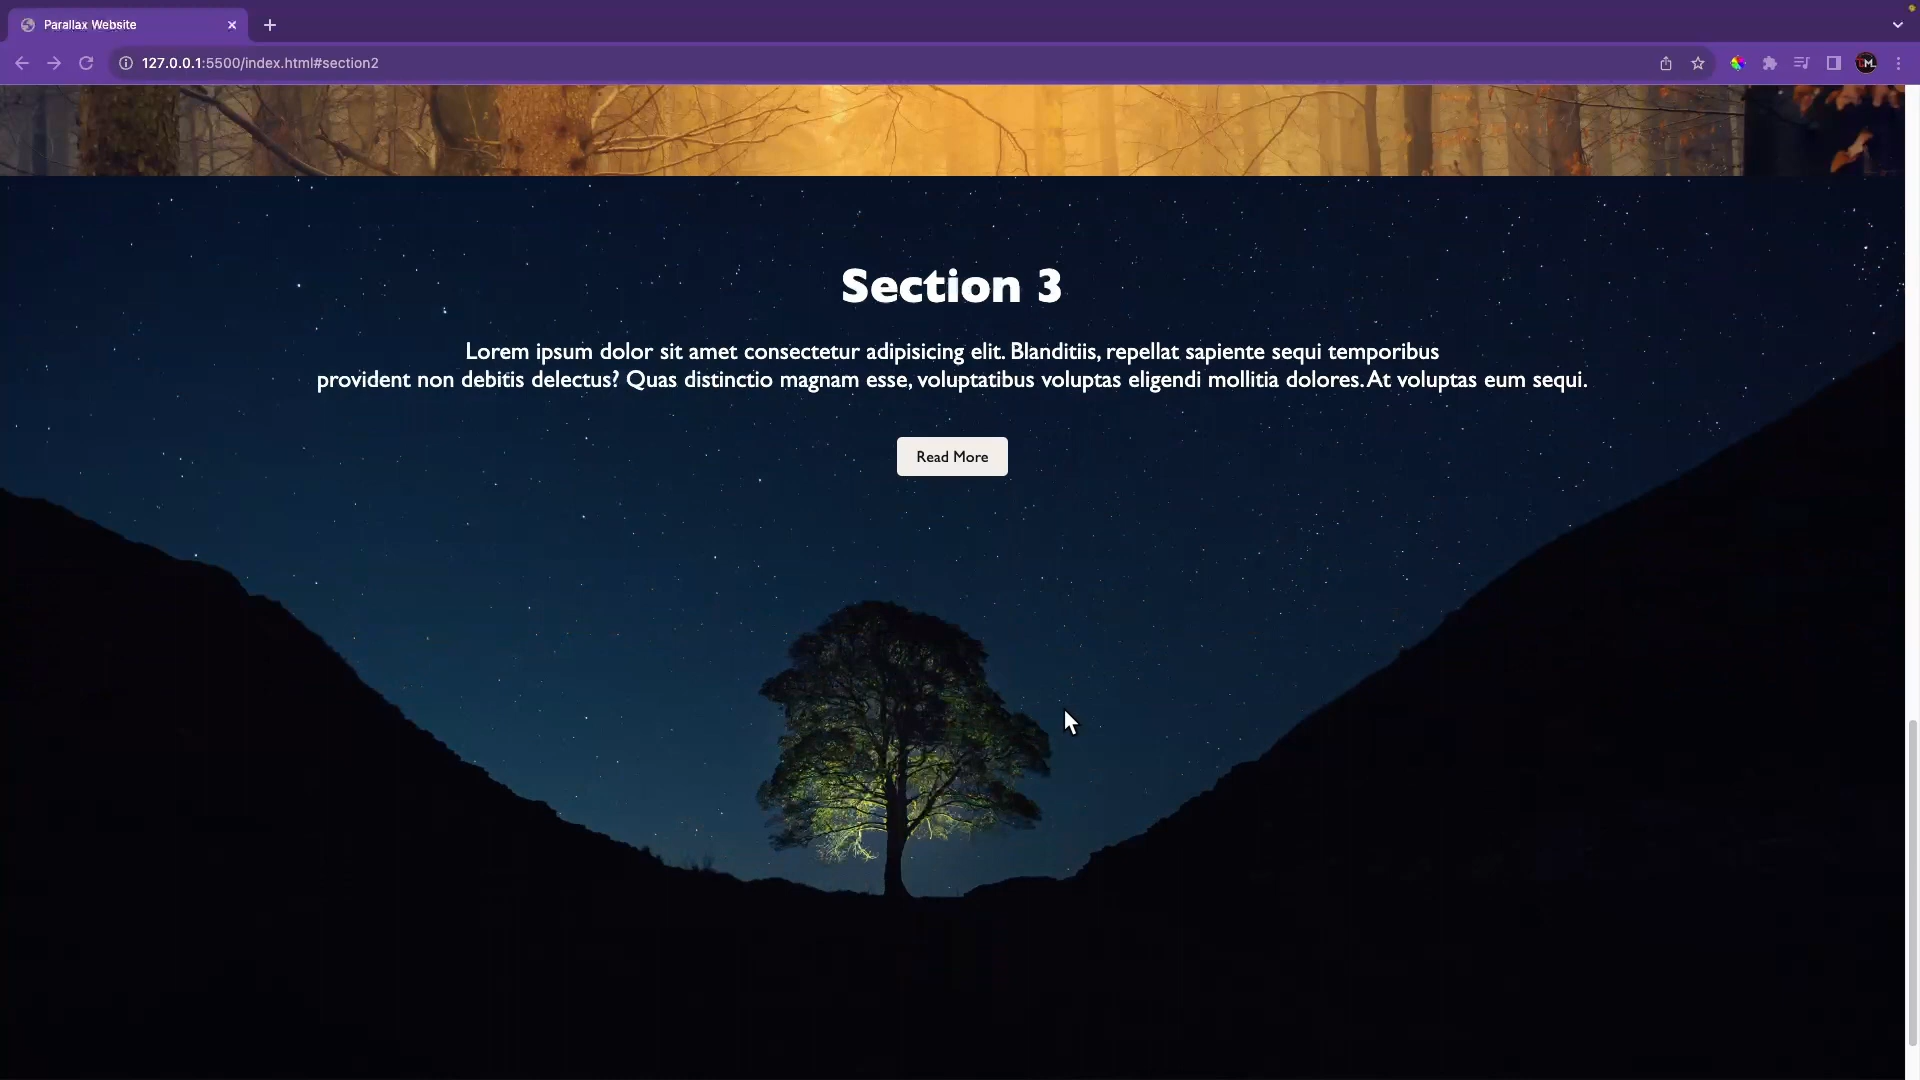 Parallax Website
127.0.0.1:5500/index.html#section2
Section 3
Lorem ipsum dolor sit amet consectetur adipisicing elit. Blanditiis, repellat sapiente sequi temporibus
provident non debitis delectus? Quas distinctio magnam esse, voluptatibus voluptas eligendi mollitia dolores. At voluptas eum sequi.
Read More